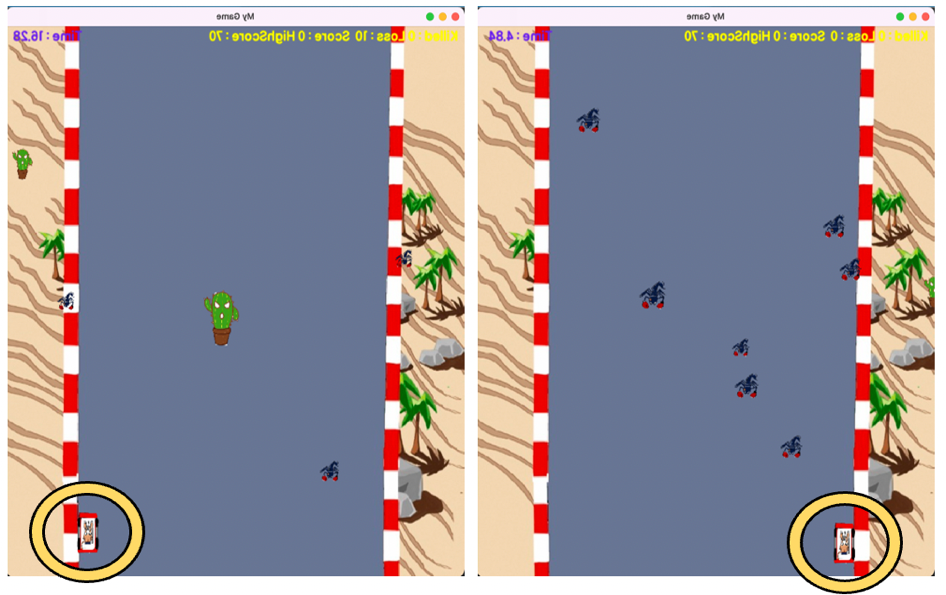 My Game
Killed : 0 Loss : 10 Score : 0 HighScore : 70
Time : 16.28
My Game
Killed : 0 Loss : 0 Score : 0 HighScore : 70
Time : 4.84